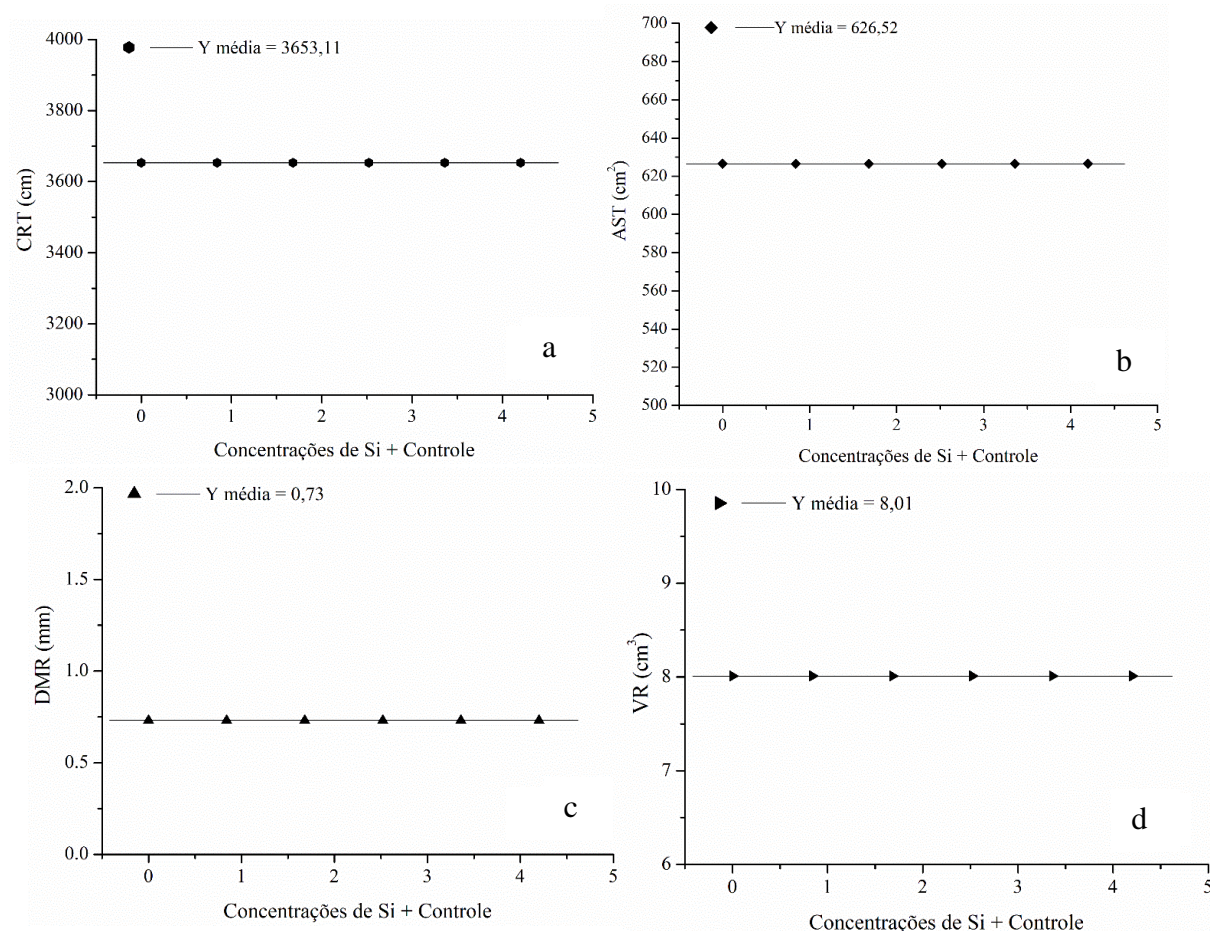 Y média = 3653,11
4000
3800
3600
3400
3200
3000
CRT (cm)
0 1 2 3 4 5
Concentrações de Si + Controle
a
Y média = 626,52
700
680
660
640
620
600
580
560
540
520
500
AST (cm²)
0 1 2 3 4 5
Concentrações de Si + Controle
b
Y média = 0,73
2.0
1.5
1.0
0.5
0.0
DMR (mm)
0 1 2 3 4 5
Concentrações de Si + Controle
c
Y média = 8,01
10
9
8
7
6
VR (cm³)
0 1 2 3 4 5
Concentrações de Si + Controle
d